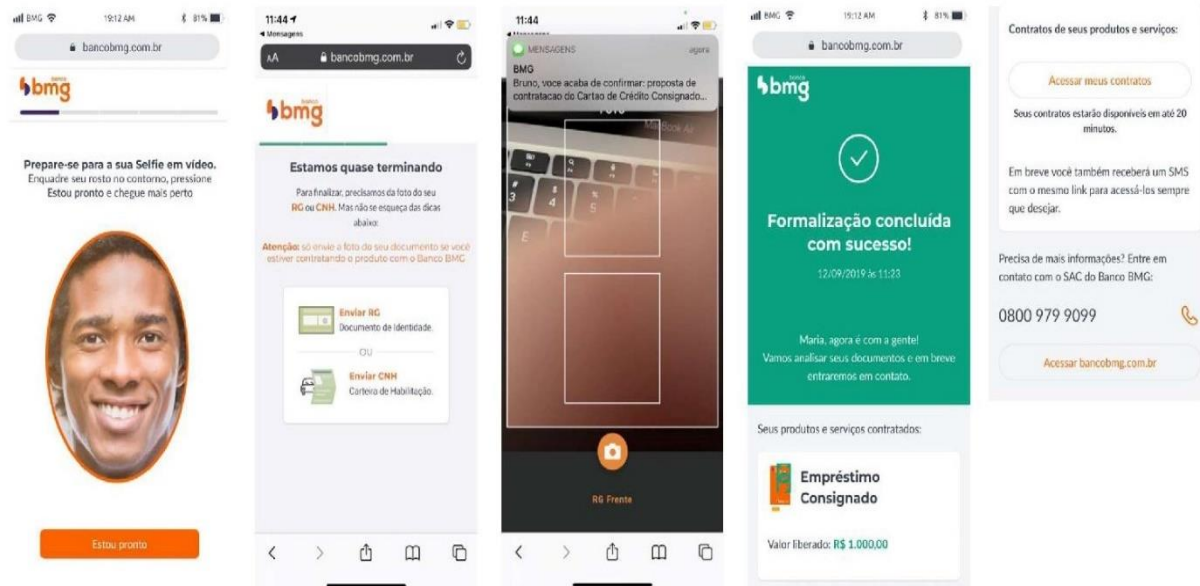 BMG 19:12 AM 81%
bancobmg.com.br
banco
bmg
Prepare-se para a sua Selfie em vídeo.
Enquadre seu rosto no contorno, pressione
Estou pronto e chegue mais perto
Estou pronto
11:44
Mensagens
AA bancobmg.com.br
banco
bmg
Estamos quase terminando
Para finalizar, precisamos da foto do seu
RG ou CNH. Mas não se esqueça das dicas
abaixo:
Atenção: só envie a foto do seu documento se você
estiver contratando o produto com o Banco BMG
Enviar RG
Documento de Identidade.
OU
Enviar CNH
Carteira de Habilitação.
11:44
MENSAGENS agora
BMG
Bruno, voce acaba de confirmar: proposta de
contratacao do Cartao de Crédito Consignado...
MacBook Air
#
3
$
4
%
5
E
RG Frente
BMG 19:12 AM 81%
bancobmg.com.br
banco
bmg
Formalização concluída
com sucesso!
12/09/2019 às 11:23
Maria, agora é com a gente!
Vamos analisar seus documentos e em breve
entraremos em contato.
Seus produtos e serviços contratados:
Empréstimo
Consignado
Valor liberado: R$ 1.000,00
Contratos de seus produtos e serviços:
Acessar meus contratos
Seus contratos estarão disponíveis em até 20
minutos.
Em breve você também receberá um SMS
com o mesmo link para acessá-los sempre
que desejar.
Precisa de mais informações? Entre em
contato com o SAC do Banco BMG:
0800 979 9099
Acessar bancobmg.com.br